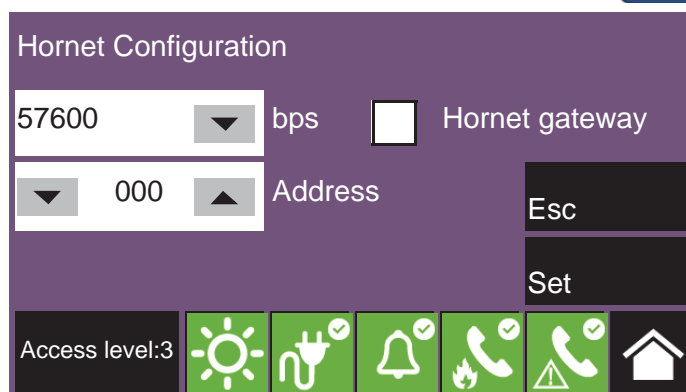 Hornet Configuration
57600 bps Hornet gateway
000 Address
Esc
Set
Access level:3